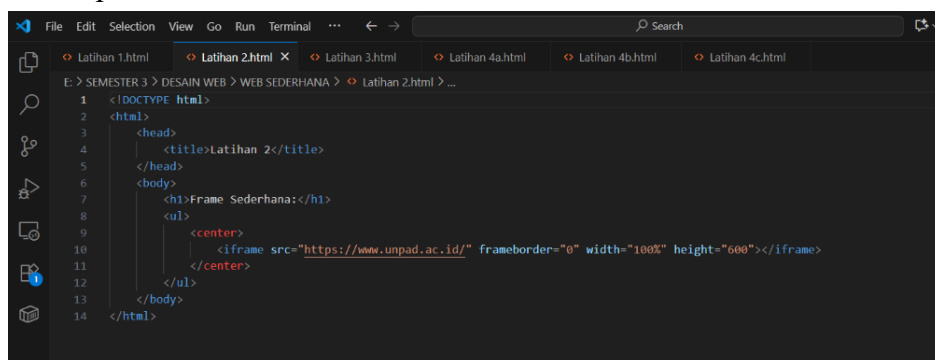 File Edit Selection View Go Run Terminal ··· ← → Search
Latihan 1.html Latihan 2.html × Latihan 3.html Latihan 4a.html Latihan 4b.html Latihan 4c.html
E: > SEMESTER 3 > DESAIN WEB > WEB SEDERHANA > Latihan 2.html > ...
1 <!DOCTYPE html>
2 <html>
3 <head>
4 <title>Latihan 2</title>
5 </head>
6 <body>
7 <h1>Frame Sederhana:</h1>
8 <ul>
9 <center>
10 <iframe src="https://www.unpad.ac.id/" frameborder="0" width="100%" height="600"></iframe>
11 </center>
12 </ul>
13 </body>
14 </html>
1